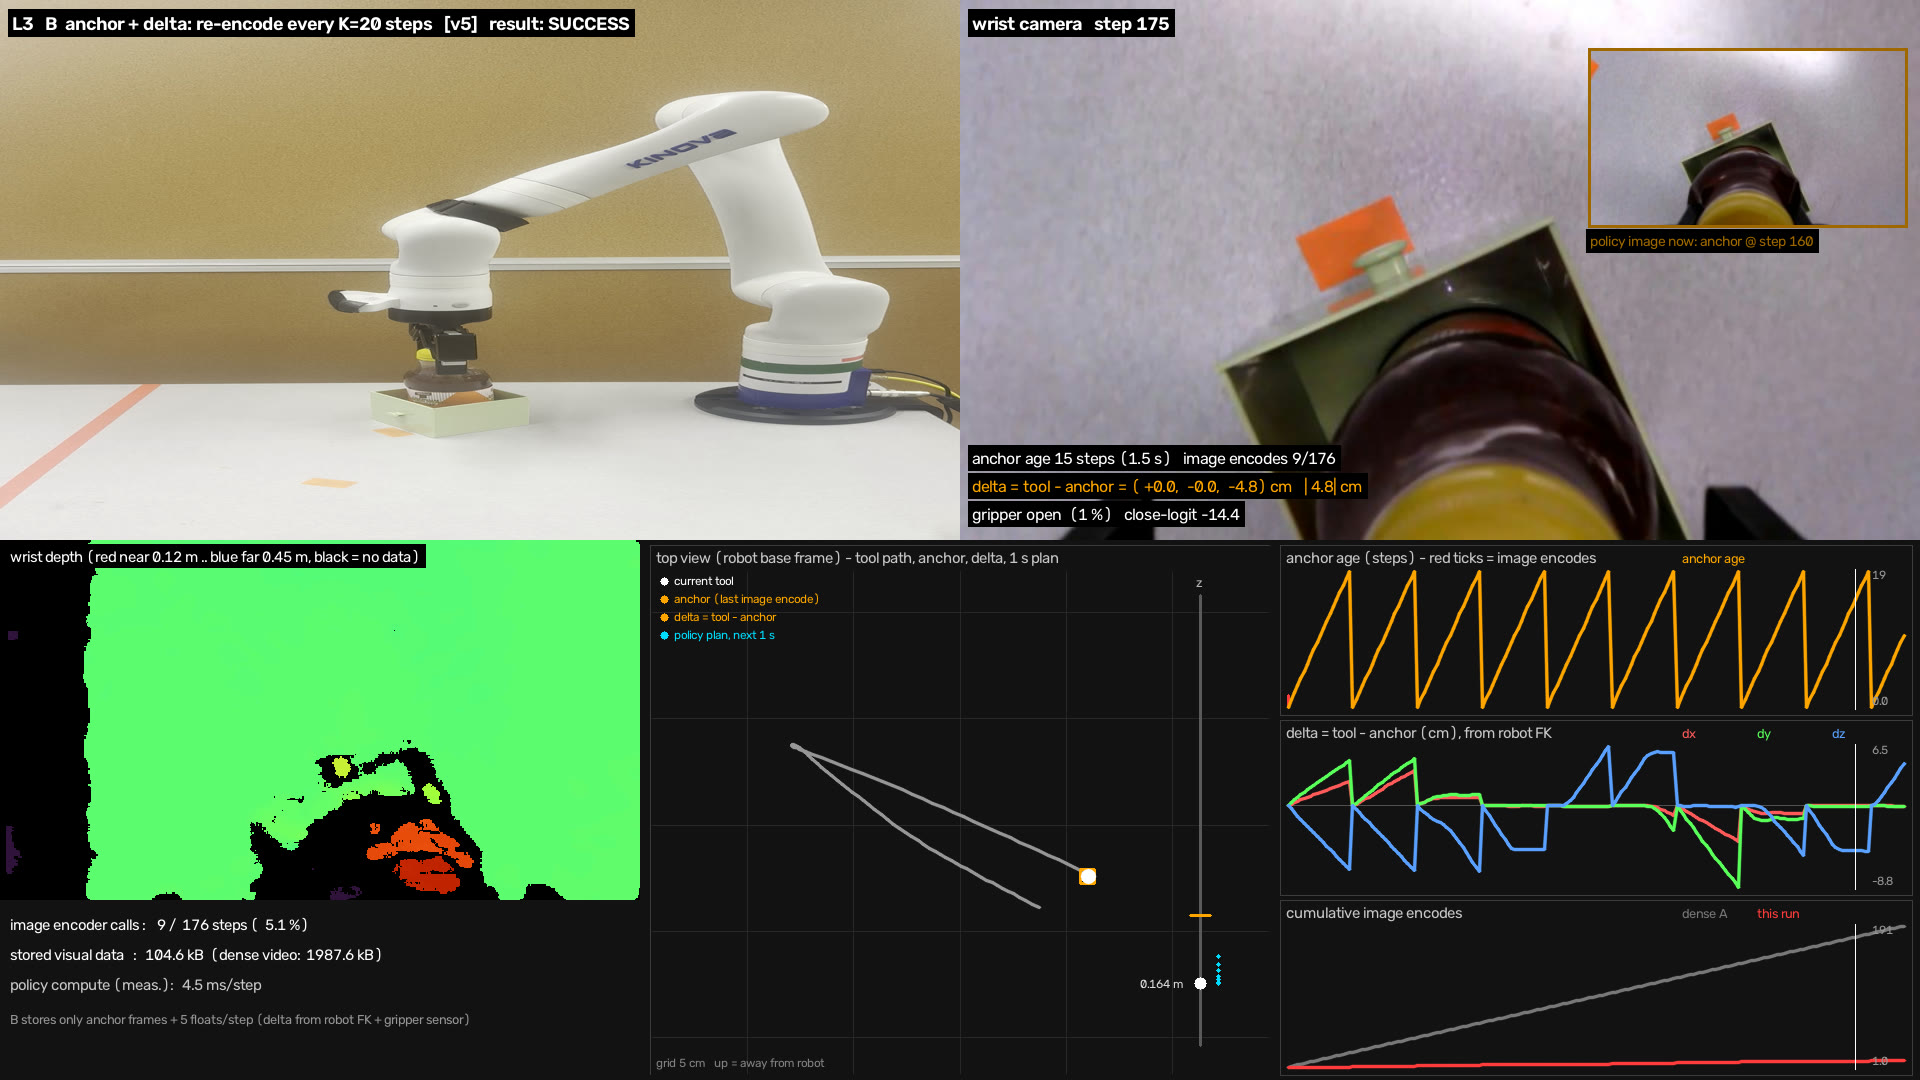 L3 B anchor + delta: re-encode every K=20 steps [v5] result: SUCCESS
KINOVA
wrist camera step 175
policy image now: anchor @ step 160
anchor age 15 steps (1.5 s) image encodes 9/176
delta = tool - anchor = ( +0.0, -0.0, -4.8) cm |4.8| cm
gripper open (1 %) close-logit -14.4
wrist depth (red near 0.12 m .. blue far 0.45 m, black = no data)
image encoder calls : 9 / 176 steps ( 5.1 %)
stored visual data : 104.6 kB (dense video: 1987.6 kB)
policy compute (meas.): 4.5 ms/step
B stores only anchor frames + 5 floats/step (delta from robot FK + gripper sensor)
top view (robot base frame) - tool path, anchor, delta, 1 s plan
current tool
anchor (last image encode)
delta = tool - anchor
policy plan, next 1 s
z
0.164 m
grid 5 cm up = away from robot
anchor age (steps) - red ticks = image encodes
anchor age
19
0.0
delta = tool - anchor (cm), from robot FK
dx
dy
dz
6.5
-8.8
cumulative image encodes
dense A
this run
191
1.0